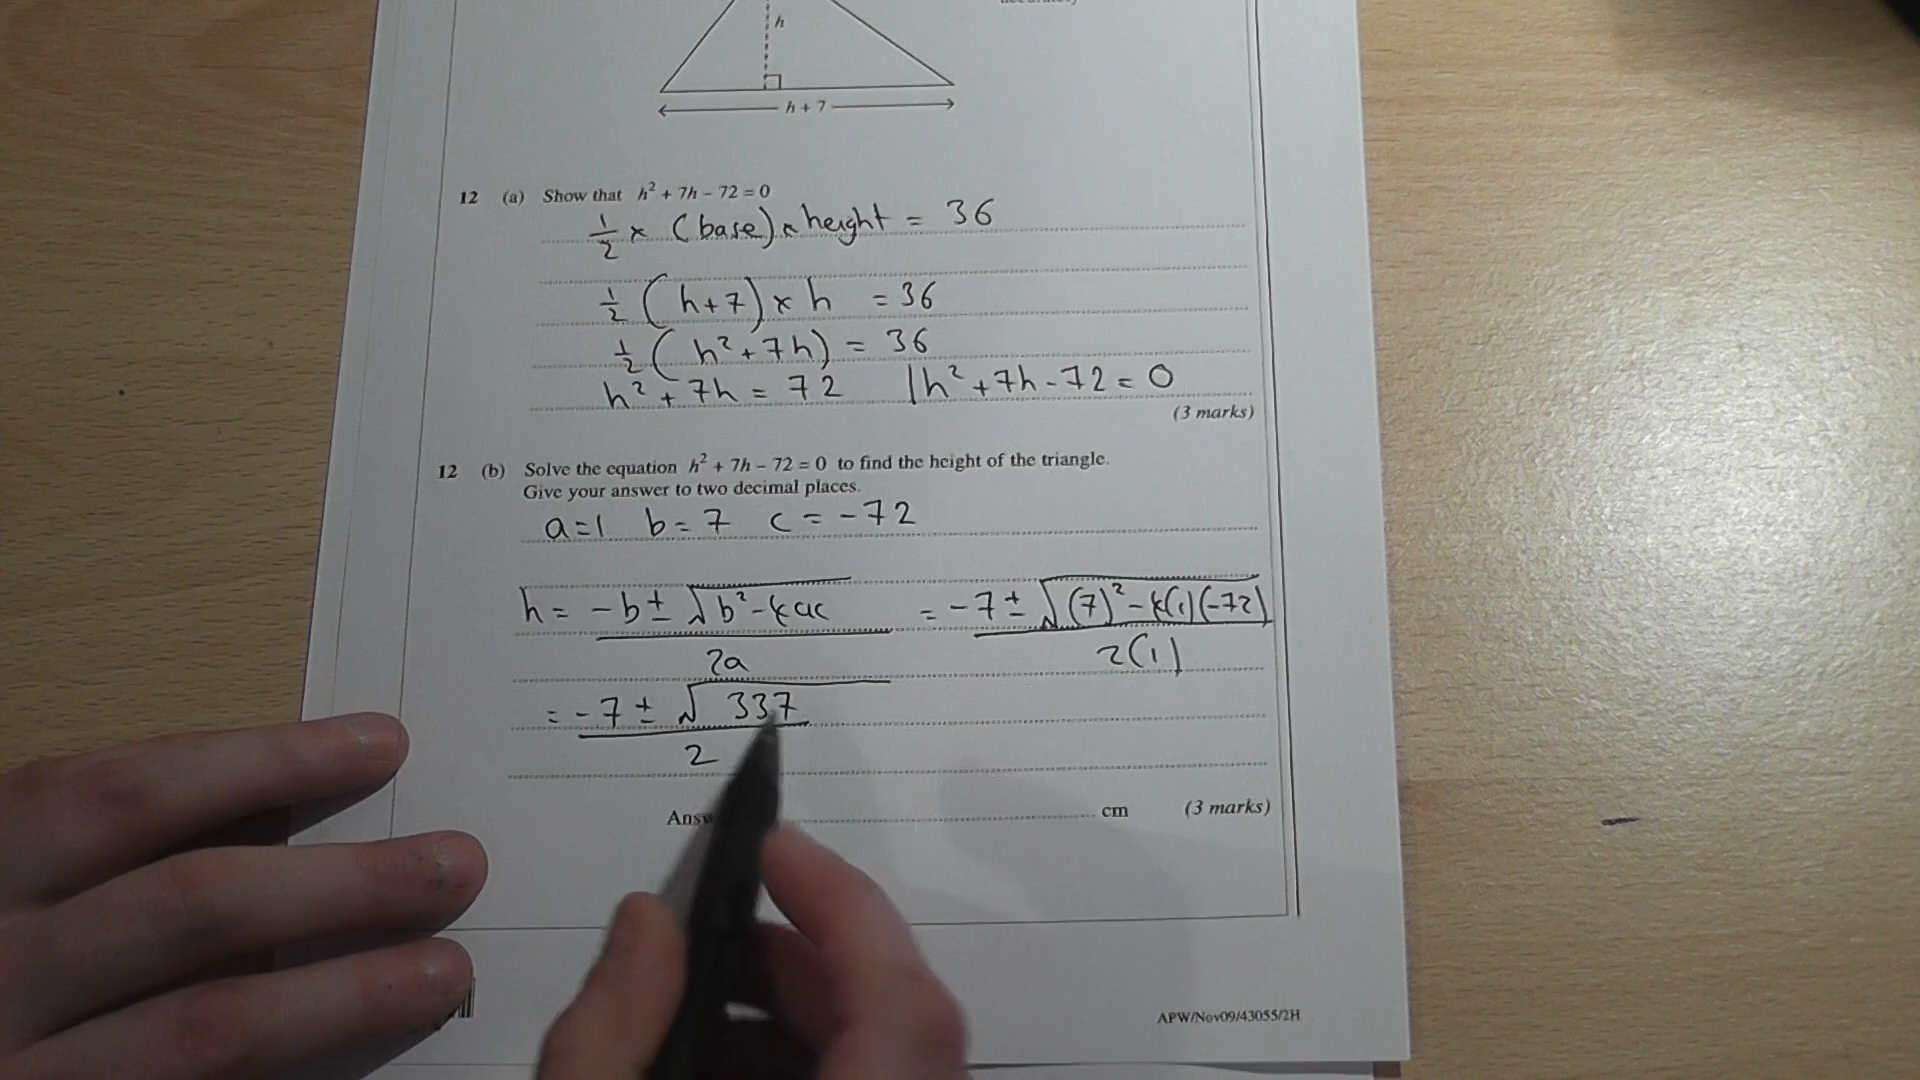 h
h + 7
12 (a) Show that h² + 7h – 72 = 0
1/2 × (base) × height = 36
1/2 (h+7) × h = 36
1/2 (h² + 7h) = 36
h² + 7h = 72 | h² + 7h - 72 = 0
(3 marks)
12 (b) Solve the equation h² + 7h – 72 = 0 to find the height of the triangle.
Give your answer to two decimal places.
a=1 b=7 c=-72
h = (-b ± √(b² - 4ac)) / 2a = (-7 ± √((7)² - 4(1)(-72))) / 2(1)
= (-7 ± √337) / 2
cm (3 marks)
APW/Nov09/43055/2H